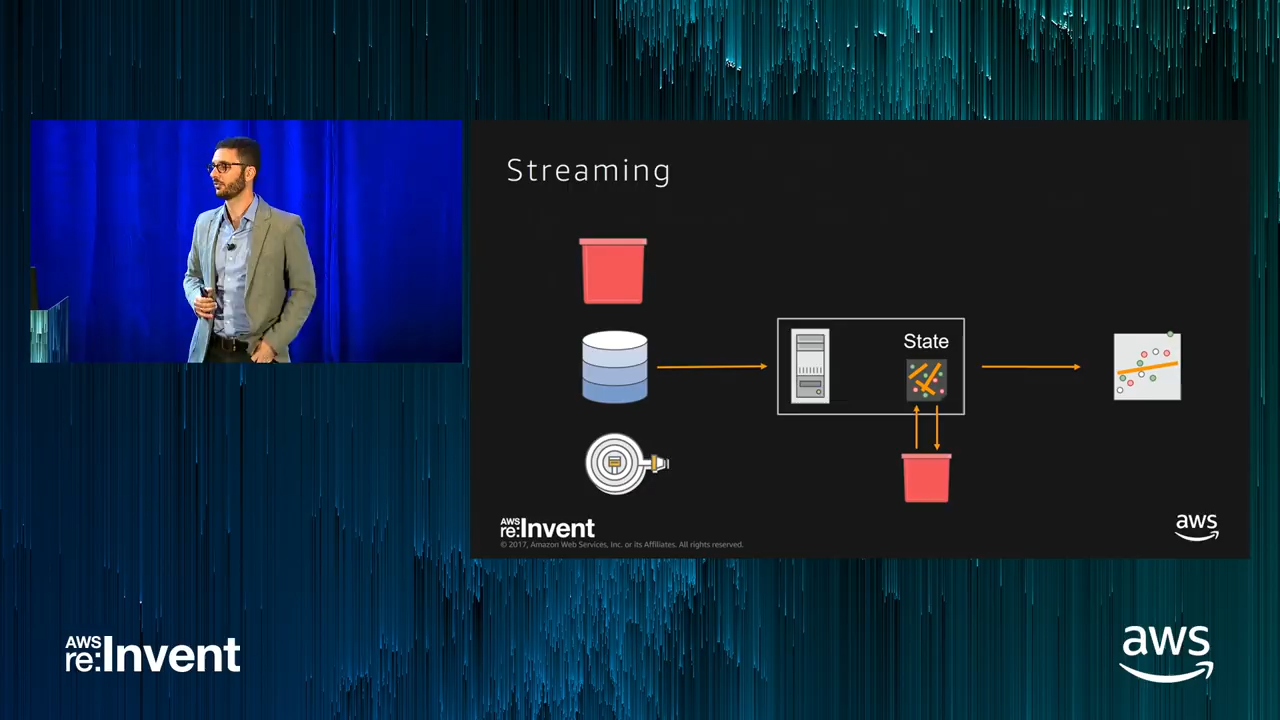 Streaming
State
AWS
re:Invent
© 2017, Amazon Web Services, Inc. or its Affiliates. All rights reserved.
aws
AWS
re:Invent
aws